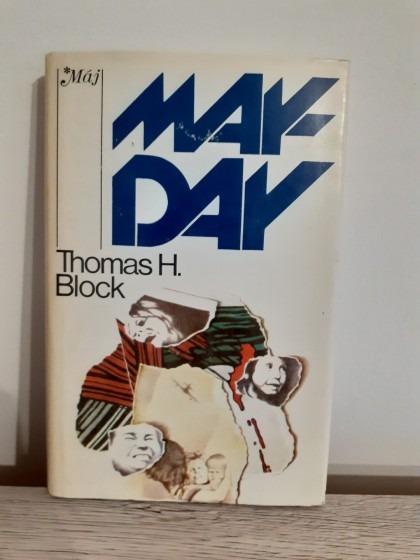 *Máj
MAY-
DAY
Thomas H.
Block